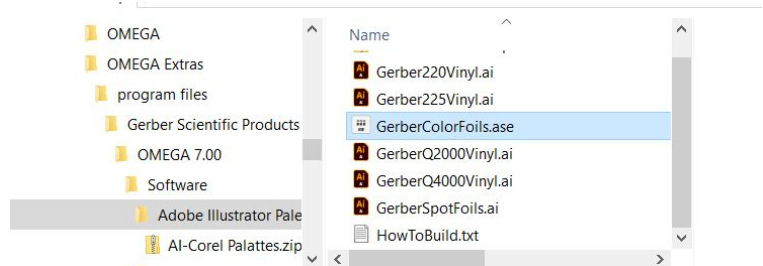 OMEGA
OMEGA Extras
program files
Gerber Scientific Products
OMEGA 7.00
Software
Adobe Illustrator Pale
AI-Corel Palattes.zip
Name
Gerber220Vinyl.ai
Gerber225Vinyl.ai
GerberColorFoils.ase
GerberQ2000Vinyl.ai
GerberQ4000Vinyl.ai
GerberSpotFoils.ai
HowToBuild.txt